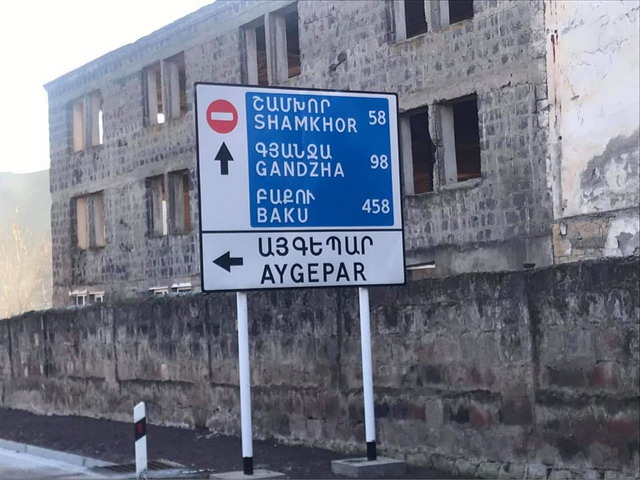 ՇԱՄԽՈՐ
SHAMKHOR 58
ԳՅԱՆՋԱ
GANDZHA 98
ԲԱՔՈՒ
BAKU 458
ԱՅԳԵՊԱՐ
AYGEPAR